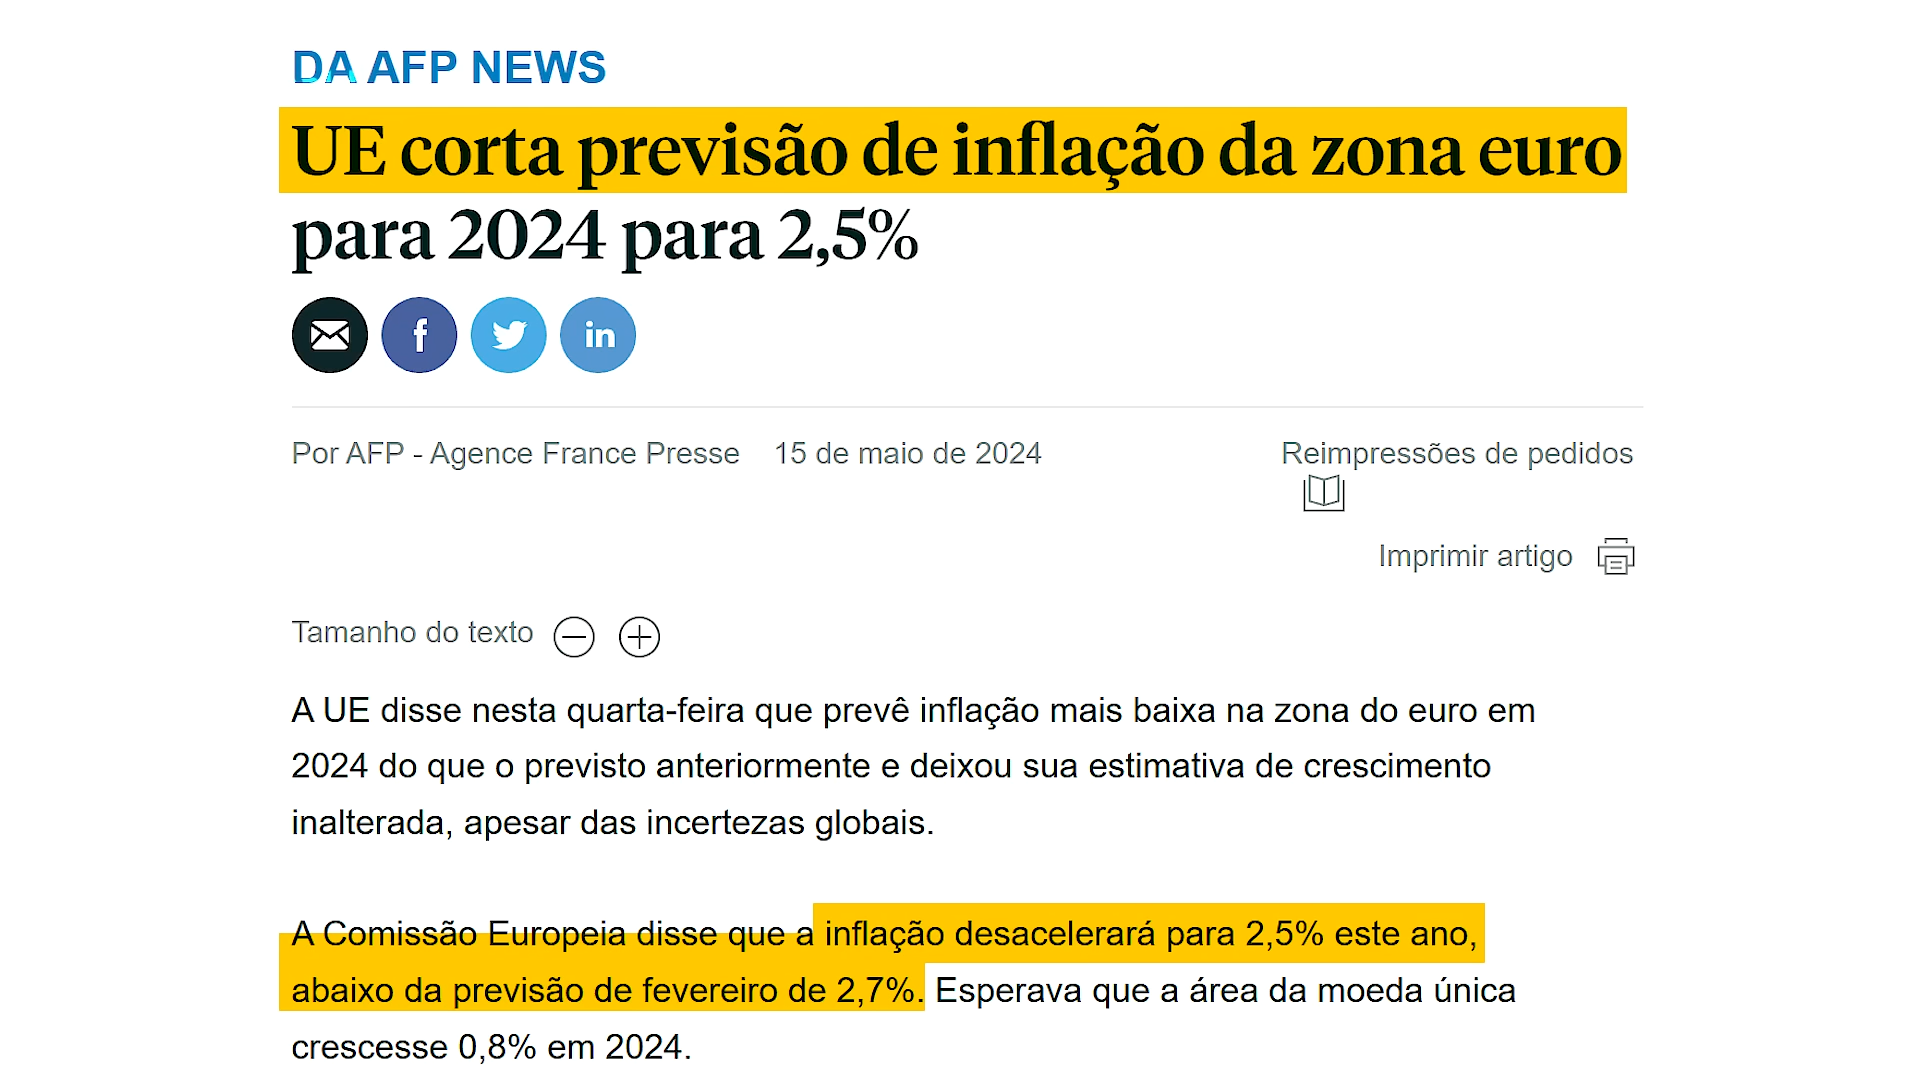 DA AFP NEWS
UE corta previsão de inflação da zona euro
para 2024 para 2,5%
f
in
Por AFP - Agence France Presse 15 de maio de 2024
Reimpressões de pedidos
Imprimir artigo
Tamanho do texto
A UE disse nesta quarta-feira que prevê inflação mais baixa na zona do euro em
2024 do que o previsto anteriormente e deixou sua estimativa de crescimento
inalterada, apesar das incertezas globais.
A Comissão Europeia disse que a inflação desacelerará para 2,5% este ano,
abaixo da previsão de fevereiro de 2,7%. Esperava que a área da moeda única
crescesse 0,8% em 2024.